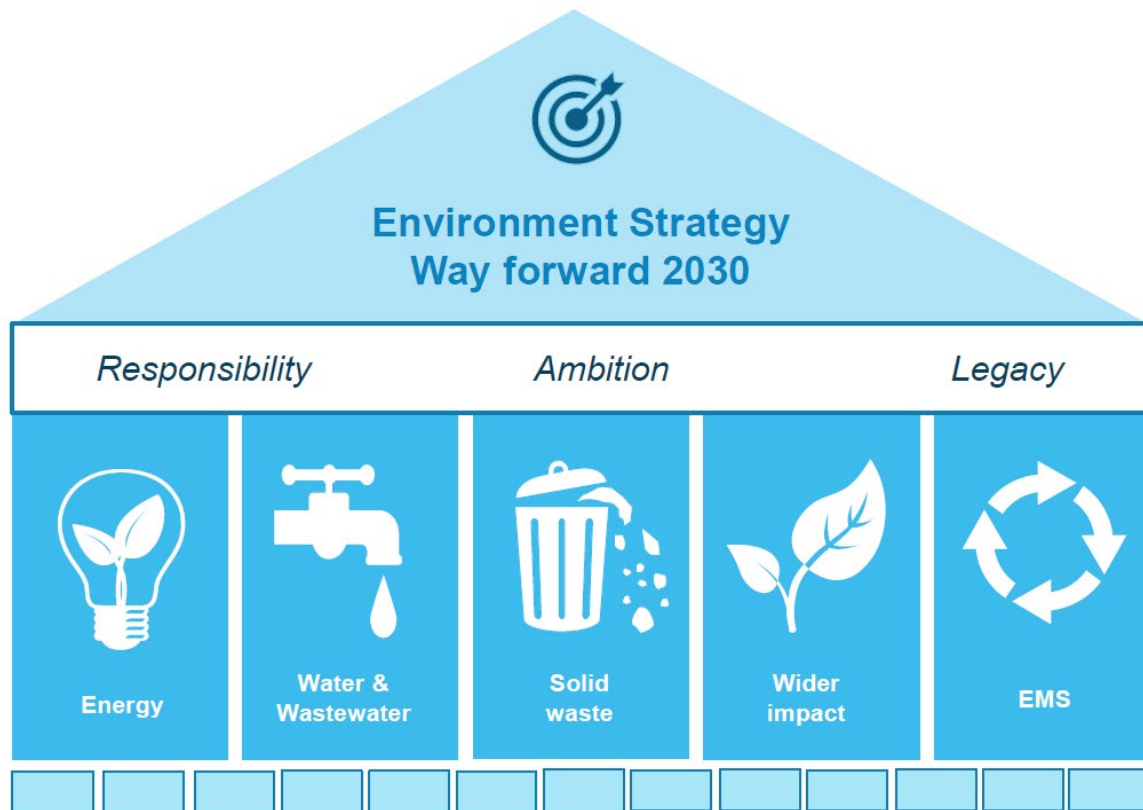 Environment Strategy
Way forward 2030
Responsibility Ambition Legacy
Energy
Water &
Wastewater
Solid
waste
Wider
impact
EMS